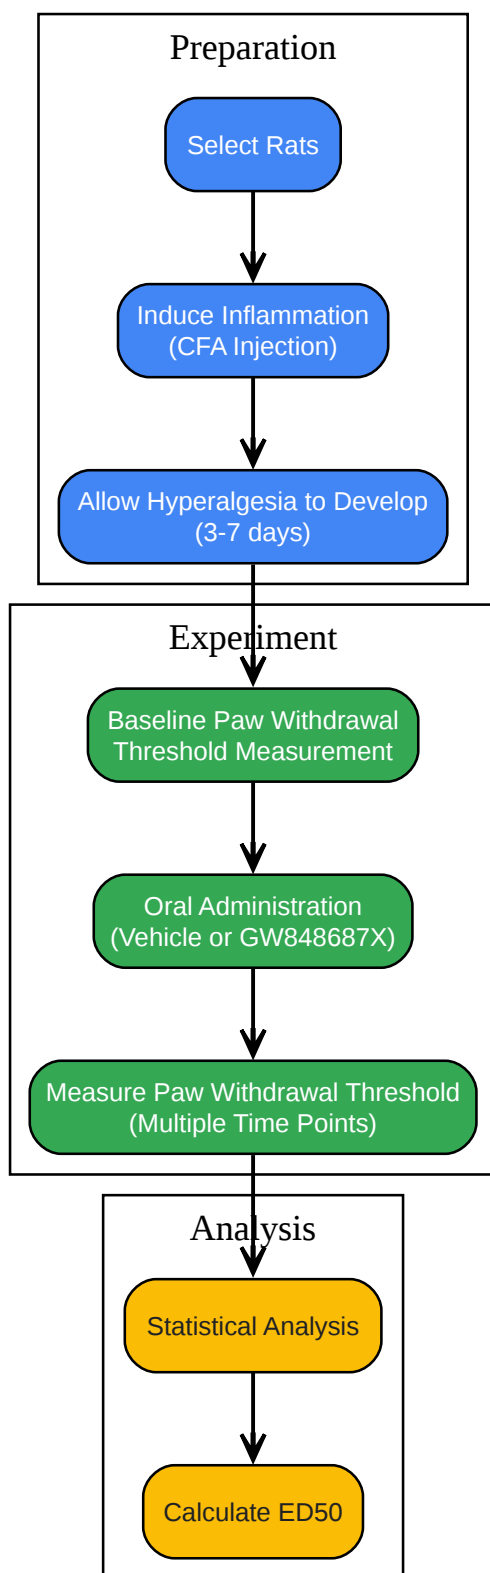 Preparation
Select Rats
Induce Inflammation
(CFA Injection)
Allow Hyperalgesia to Develop
(3-7 days)
Experiment
Baseline Paw Withdrawal
Threshold Measurement
Oral Administration
(Vehicle or GW848687X)
Measure Paw Withdrawal Threshold
(Multiple Time Points)
Analysis
Statistical Analysis
Calculate ED50